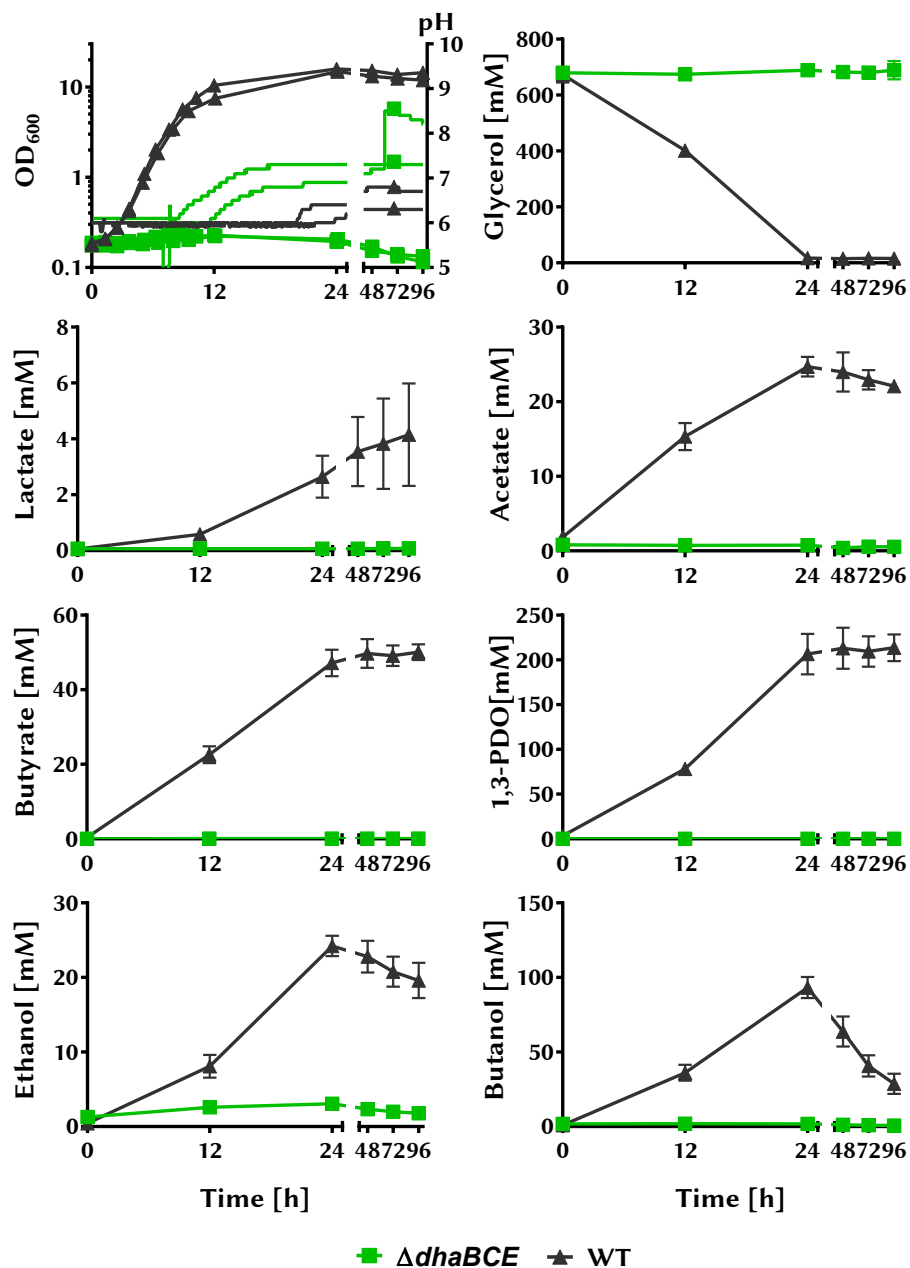 pH
OD600
10
1
0.1
10
9
8
7
6
5
0 12 24 487296
Glycerol [mM]
800
600
400
200
0
0 12 24 487296
Lactate [mM]
8
6
4
2
0
0 12 24 487296
Acetate [mM]
30
20
10
0
0 12 24 487296
Butyrate [mM]
60
40
20
0
0 12 24 487296
1,3-PDO[mM]
250
200
150
100
50
0
0 12 24 487296
Ethanol [mM]
30
20
10
0
0 12 24 487296
Time [h]
Butanol [mM]
150
100
50
0
0 12 24 487296
Time [h]
ΔdhaBCE WT